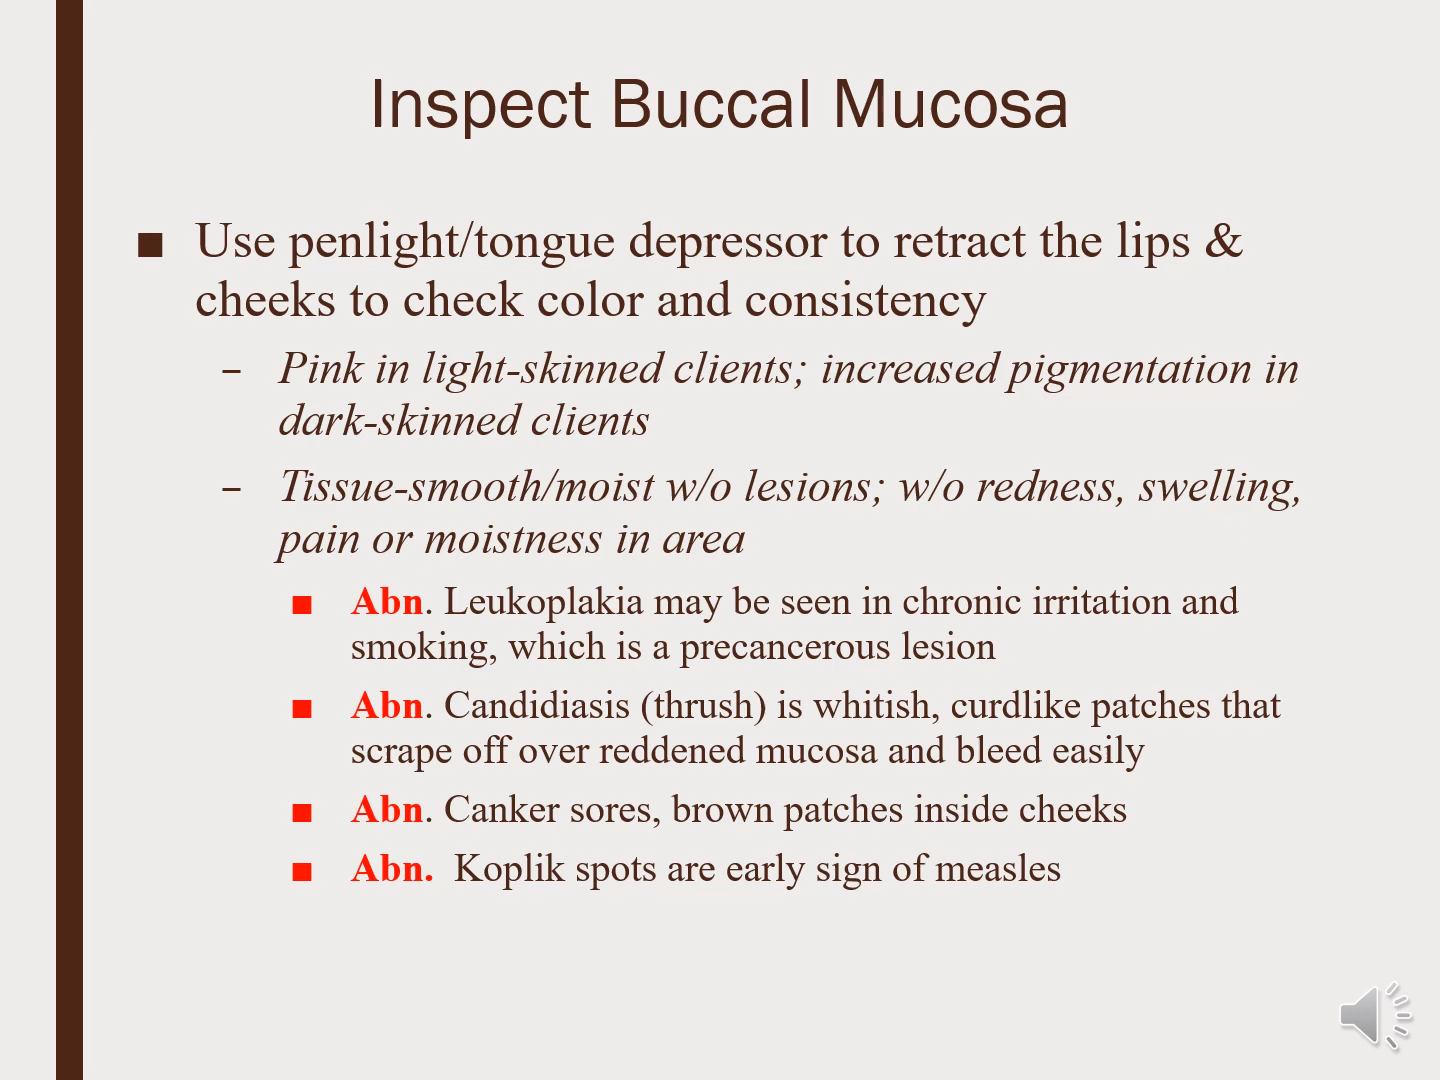 Inspect Buccal Mucosa
■ Use penlight/tongue depressor to retract the lips &
cheeks to check color and consistency
– Pink in light-skinned clients; increased pigmentation in
dark-skinned clients
– Tissue-smooth/moist w/o lesions; w/o redness, swelling,
pain or moistness in area
■ Abn. Leukoplakia may be seen in chronic irritation and
smoking, which is a precancerous lesion
■ Abn. Candidiasis (thrush) is whitish, curdlike patches that
scrape off over reddened mucosa and bleed easily
■ Abn. Canker sores, brown patches inside cheeks
■ Abn. Koplik spots are early sign of measles